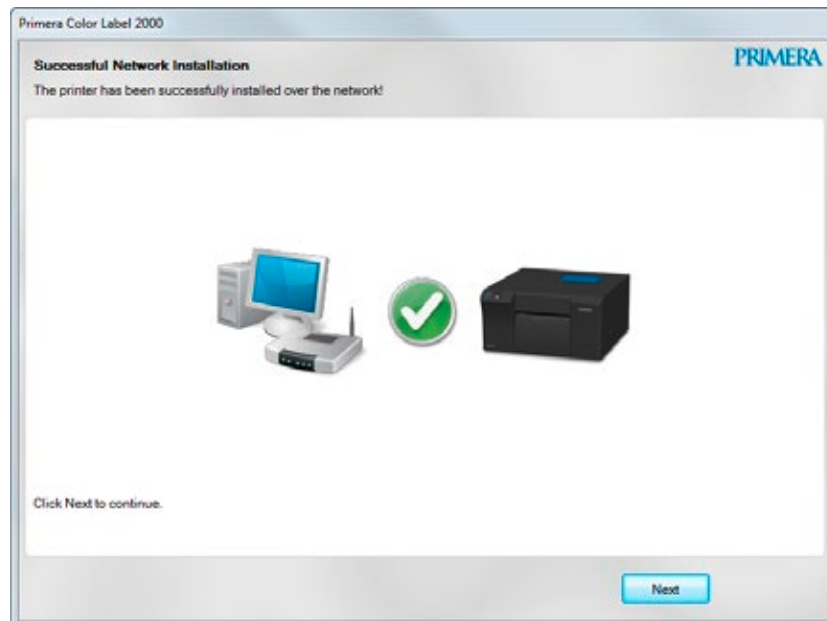 Primera Color Label 2000
PRIMERA
Successful Network Installation
The printer has been successfully installed over the network!
Click Next to continue.
Next